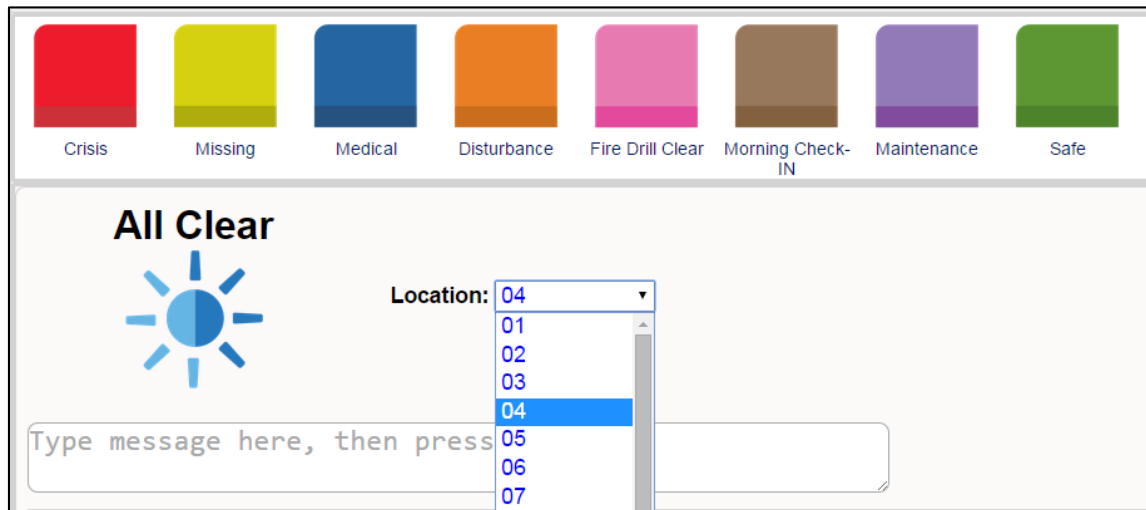 Crisis
Missing
Medical
Disturbance
Fire Drill Clear
Morning Check-
IN
Maintenance
Safe
All Clear
Location: 04
01
02
03
04
05
06
07
Type message here, then press